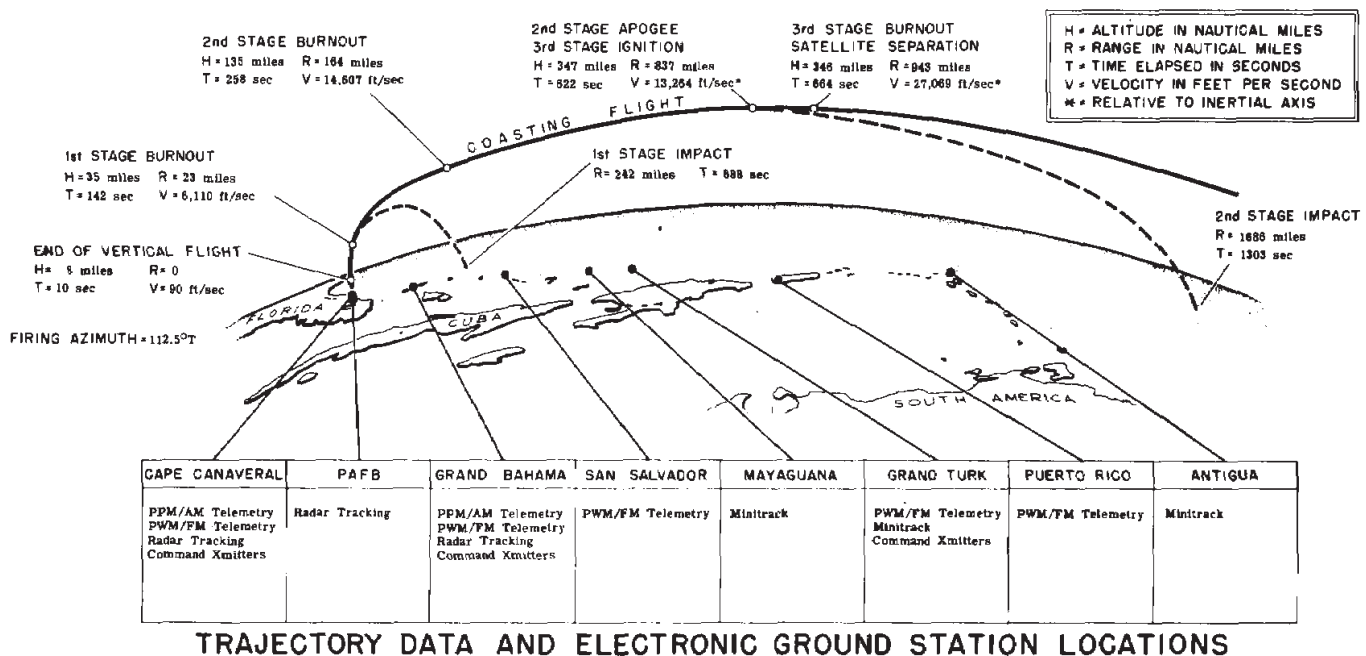 2nd STAGE BURNOUT
H = 135 miles R = 164 miles
T = 258 sec V = 14,607 ft/sec
2nd STAGE APOGEE
3rd STAGE IGNITION
H = 347 miles R = 837 miles
T = 622 sec V = 13,264 ft/sec*
3rd STAGE BURNOUT
SATELLITE SEPARATION
H = 346 miles R = 943 miles
T = 664 sec V = 27,069 ft/sec*
H = ALTITUDE IN NAUTICAL MILES
R = RANGE IN NAUTICAL MILES
T = TIME ELAPSED IN SECONDS
V = VELOCITY IN FEET PER SECOND
* = RELATIVE TO INERTIAL AXIS
COASTING FLIGHT
1st STAGE BURNOUT
H = 35 miles R = 23 miles
T = 142 sec V = 6,110 ft/sec
1st STAGE IMPACT
R = 242 miles T = sec
2nd STAGE IMPACT
R = 1686 miles
T = 1303 sec
END OF VERTICAL FLIGHT
H = miles R = 0
T = 10 sec V = 90 ft/sec
FLORIDA
CUBA
FIRING AZIMUTH = 112.5°T
SOUTH AMERICA
CAPE CANAVERAL
PPM/AM Telemetry
PWM/FM Telemetry
Radar Tracking
Command Xmitters
PAFB
Radar Tracking
GRAND BAHAMA
PPM/AM Telemetry
PWM/FM Telemetry
Radar Tracking
Command Xmitters
SAN SALVADOR
PWM/FM Telemetry
MAYAGUANA
Minitrack
GRAND TURK
PWM/FM Telemetry
Minitrack
Command Xmitters
PUERTO RICO
PWM/FM Telemetry
ANTIGUA
Minitrack
TRAJECTORY DATA AND ELECTRONIC GROUND STATION LOCATIONS